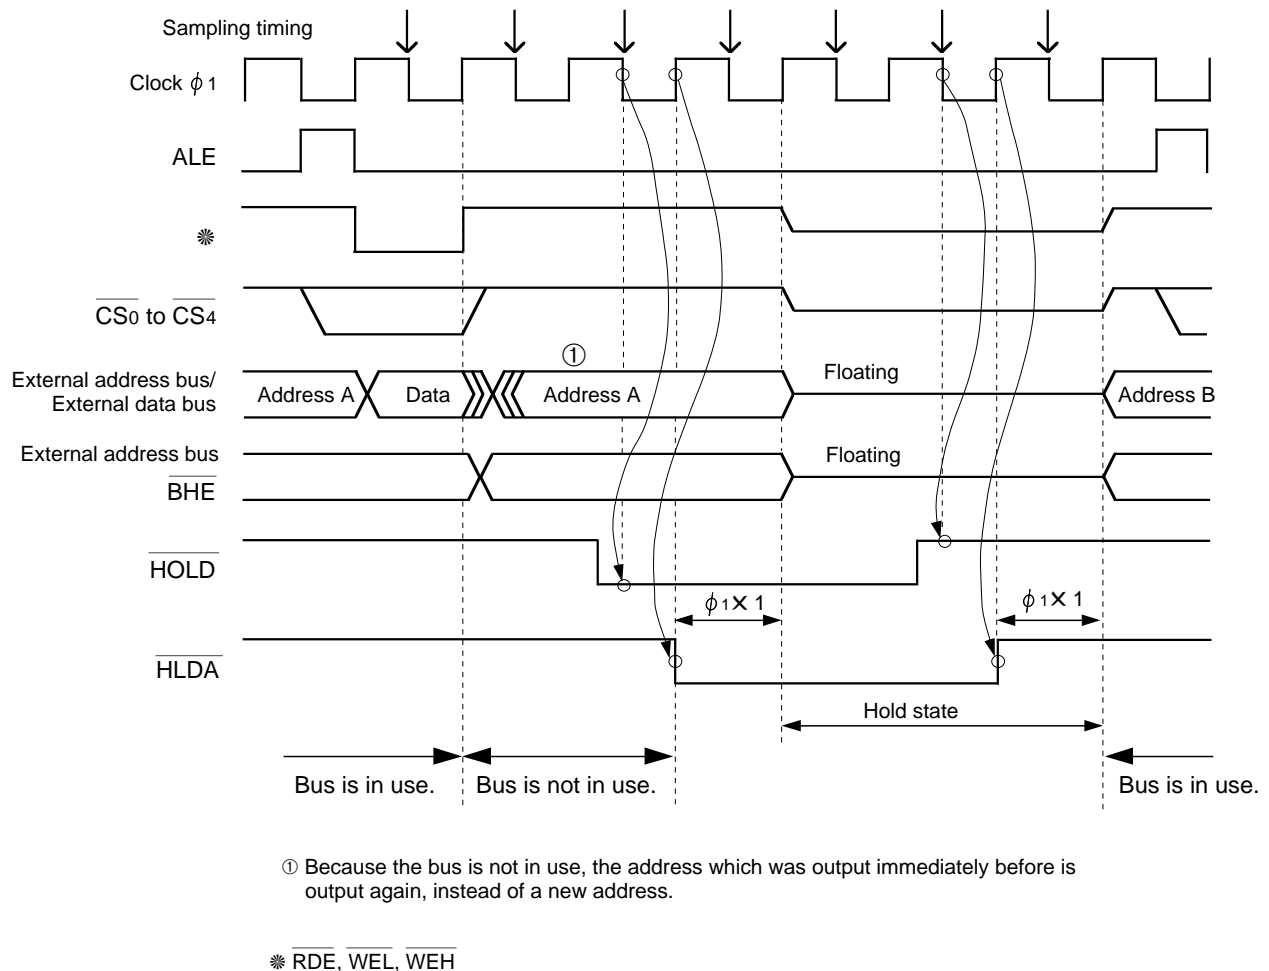 Sampling timing
Clock ϕ 1
ALE
❋
CS0 to CS4
①
External address bus/
External data bus
Address A
Data
Address A
Floating
Address B
External address bus
BHE
Floating
HOLD
ϕ 1 X 1
ϕ 1 X 1
HLDA
Hold state
Bus is in use.
Bus is not in use.
Bus is in use.
① Because the bus is not in use, the address which was output immediately before is
output again, instead of a new address.
❋ RDE, WEL, WEH